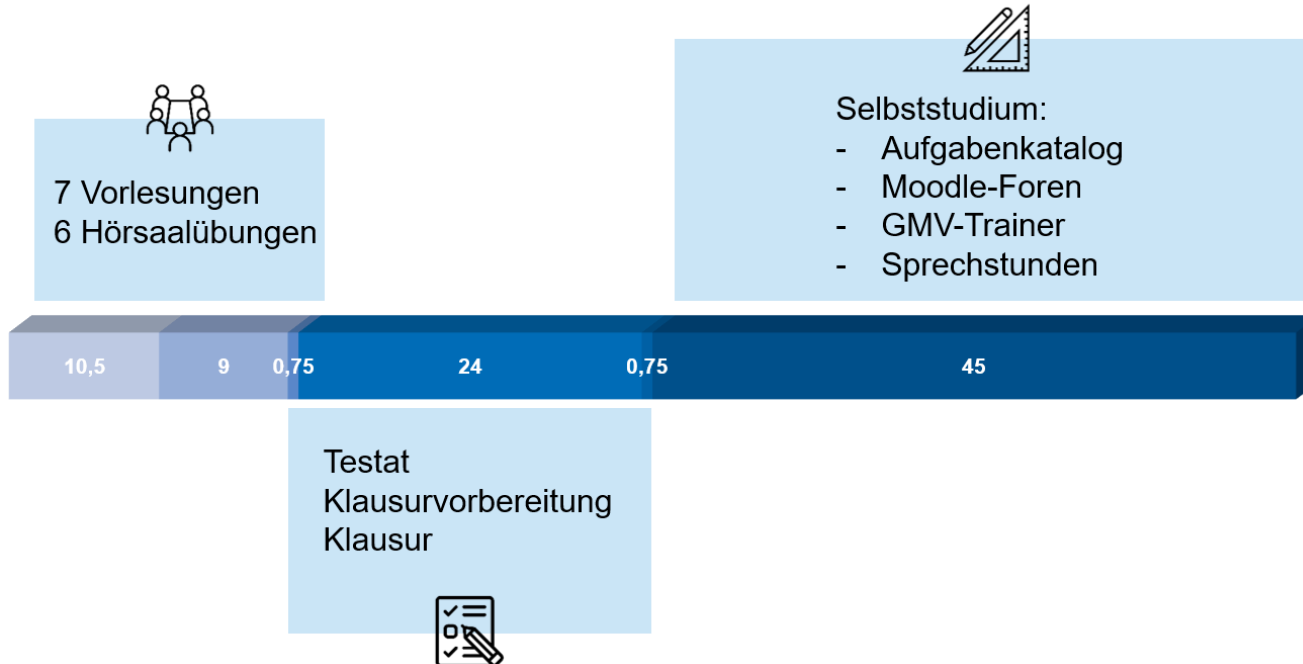 7 Vorlesungen
6 Hörsaalübungen
Selbststudium:
- Aufgabenkatalog
- Moodle-Foren
- GMV-Trainer
- Sprechstunden
10,5 9 0,75 24 0,75 45
Testat
Klausurvorbereitung
Klausur